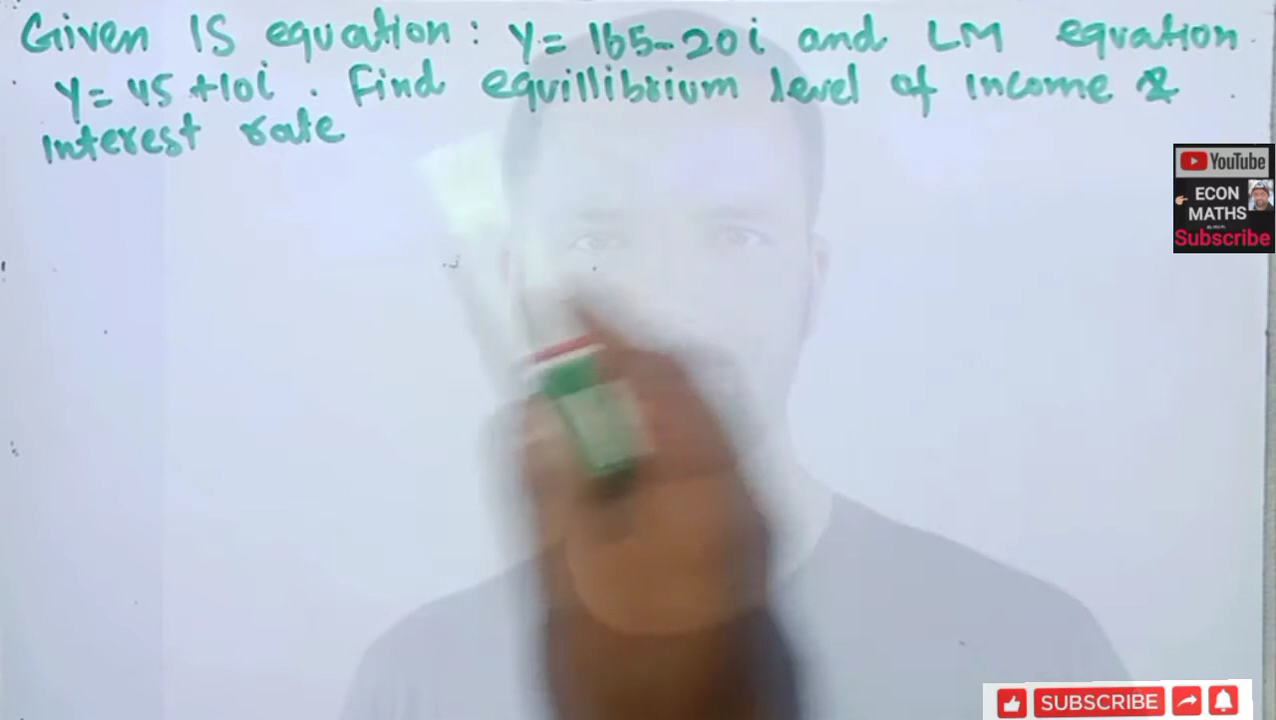 Given IS equation: Y= 165-20i and LM equation
Y= 45 +10i . Find equillibrium level of income &
interest rate
YouTube
ECON
MATHS
Subscribe
SUBSCRIBE